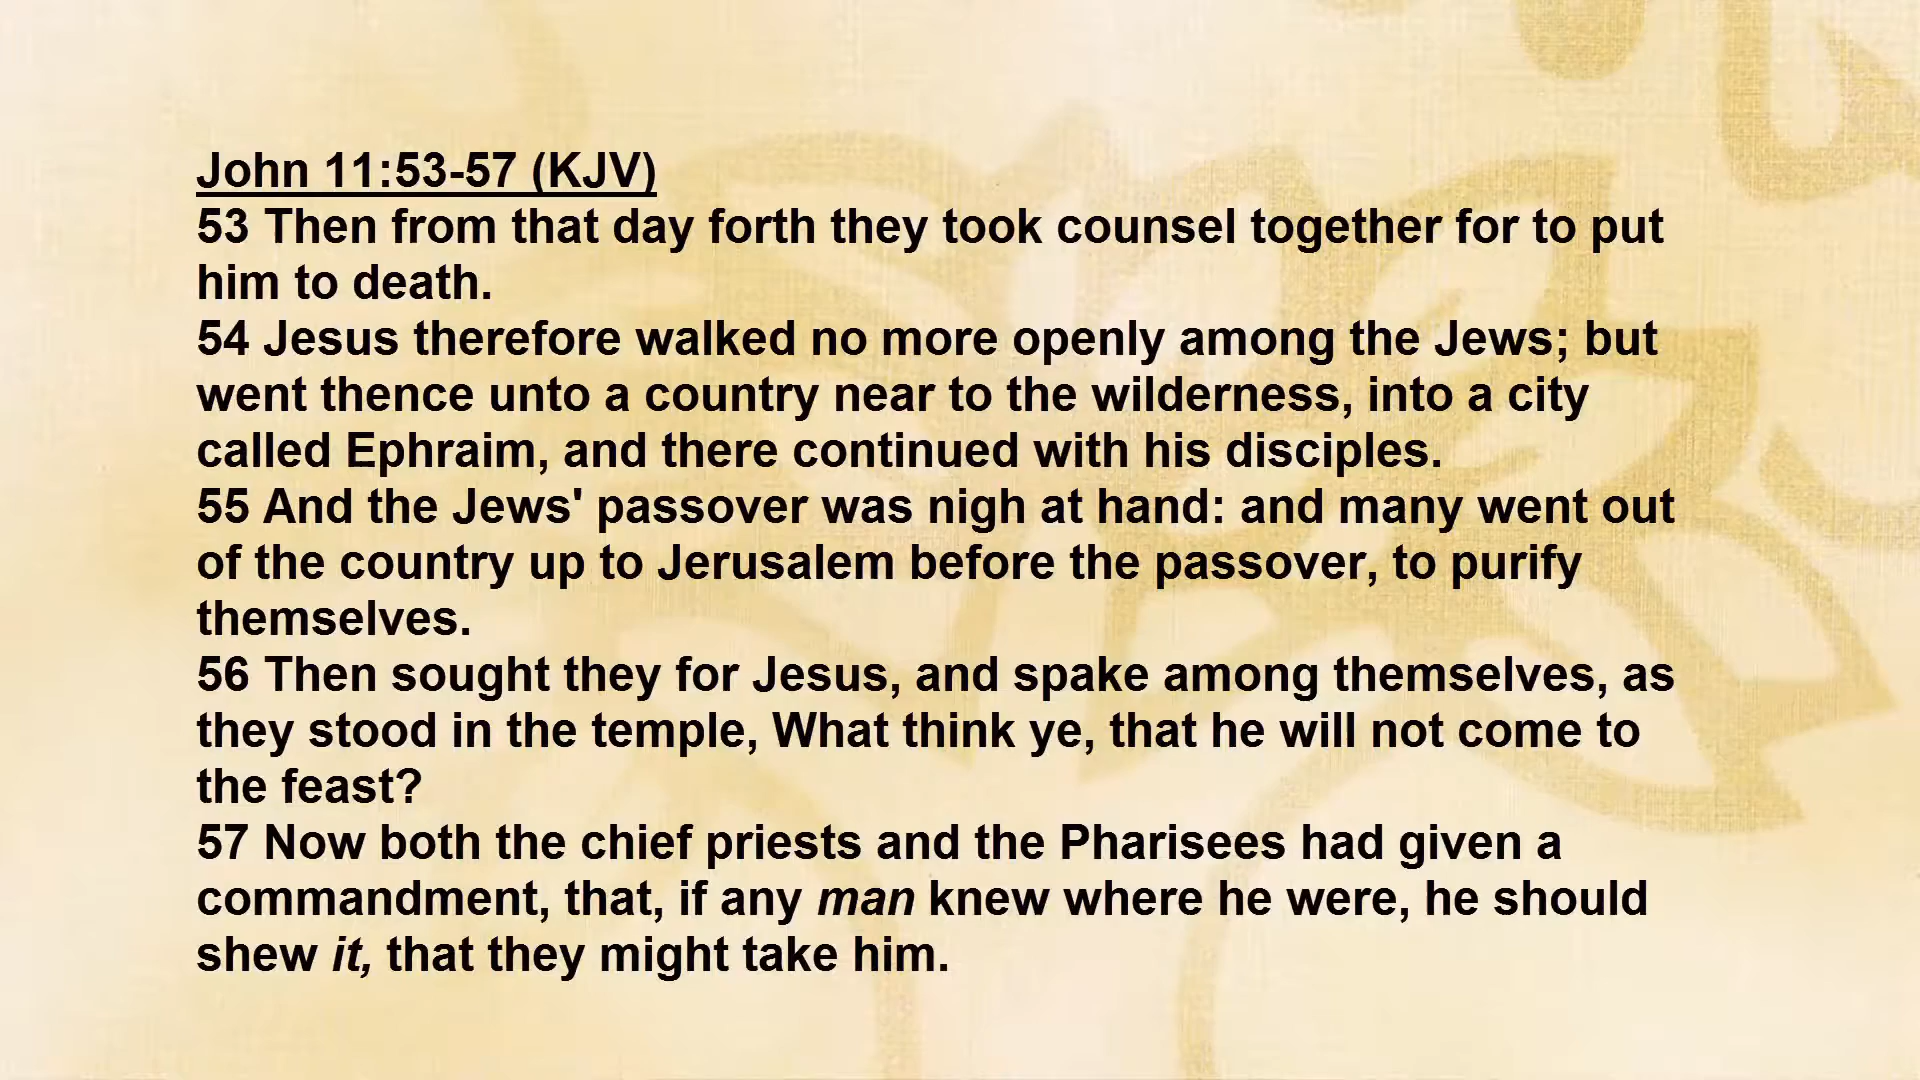 John 11:53-57 (KJV)
53 Then from that day forth they took counsel together for to put
him to death.
54 Jesus therefore walked no more openly among the Jews; but
went thence unto a country near to the wilderness, into a city
called Ephraim, and there continued with his disciples.
55 And the Jews' passover was nigh at hand: and many went out
of the country up to Jerusalem before the passover, to purify
themselves.
56 Then sought they for Jesus, and spake among themselves, as
they stood in the temple, What think ye, that he will not come to
the feast?
57 Now both the chief priests and the Pharisees had given a
commandment, that, if any man knew where he were, he should
shew it, that they might take him.